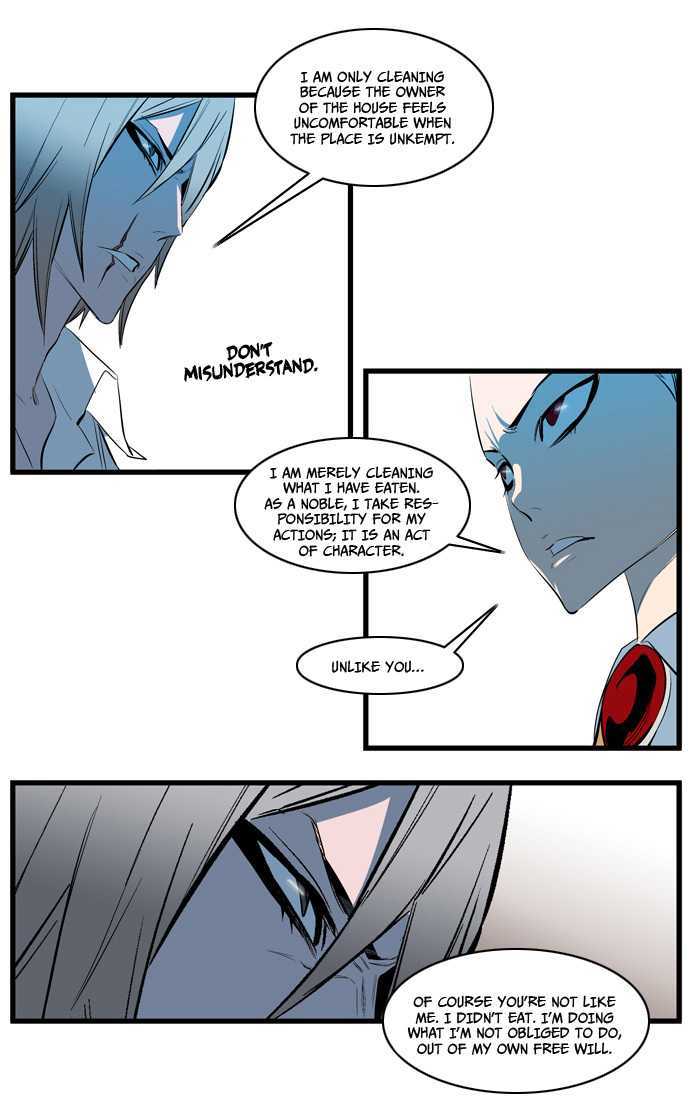 I AM ONLY CLEANING
BECAUSE THE OWNER
OF THE HOUSE FEELS
UNCOMFORTABLE WHEN
THE PLACE IS UNKEMPT.
DON'T
MISUNDERSTAND.
I AM MERELY CLEANING
WHAT I HAVE EATEN.
AS A NOBLE, I TAKE RES-
PONSIBILITY FOR MY
ACTIONS; IT IS AN ACT
OF CHARACTER.
UNLIKE YOU...
OF COURSE YOU'RE NOT LIKE
ME. I DIDN'T EAT. I'M DOING
WHAT I'M NOT OBLIGED TO DO,
OUT OF MY OWN FREE WILL.